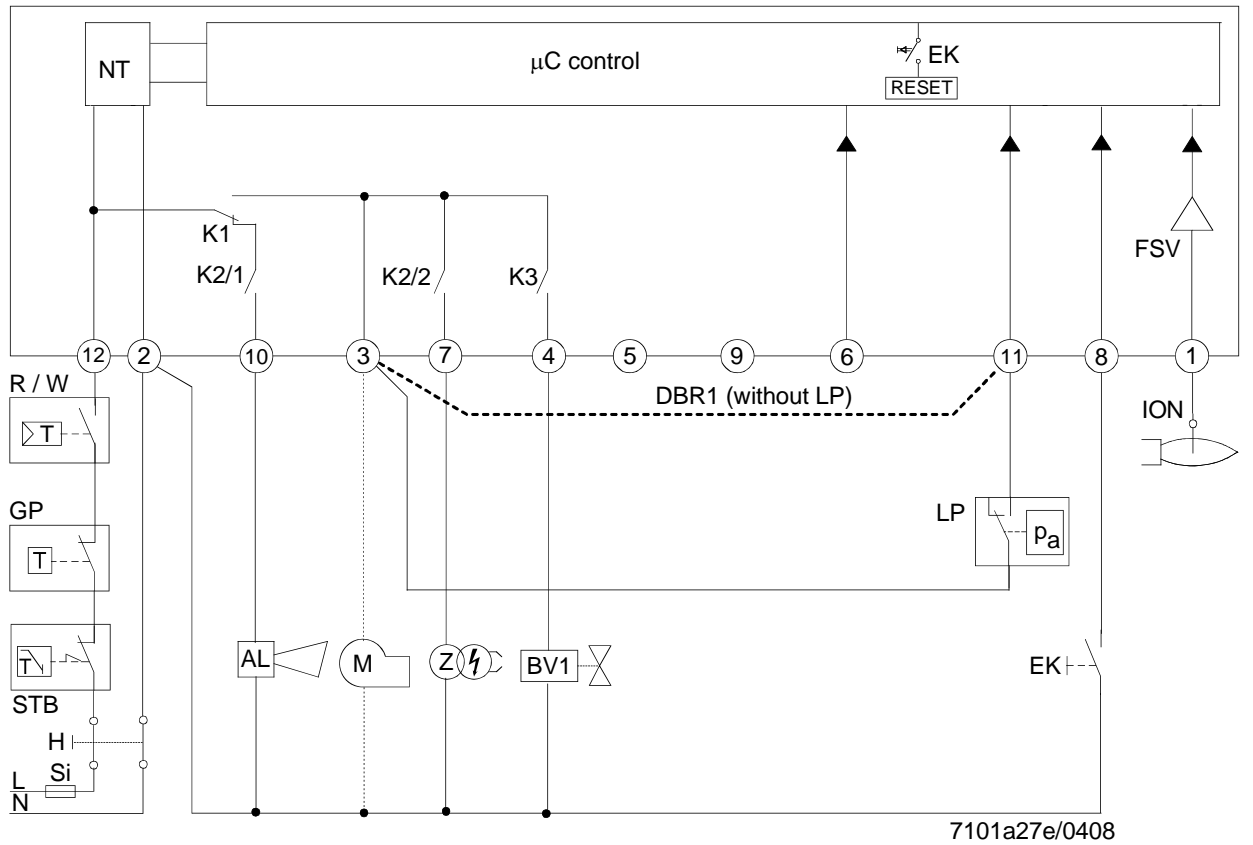 NT
μC control
EK
RESET
FSV
K1
K2/1
K2/2
K3
12
2
10
3
7
4
5
9
6
11
8
1
R / W
DBR1 (without LP)
ION
T
GP
LP
pa
T
AL
M
Z
BV1
EK
T
STB
H
Si
L
N
7101a27e/0408